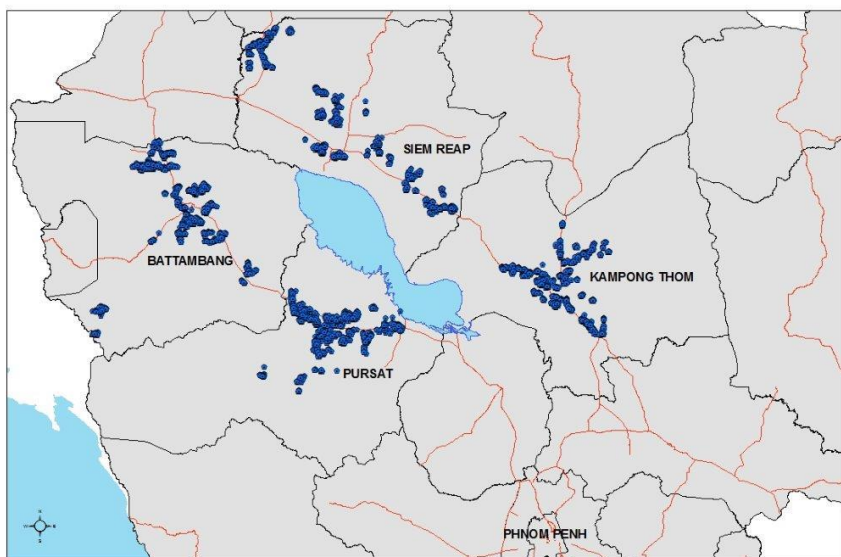 SIEM REAP
BATTAMBANG
KAMPONG THOM
PURSAT
PHNOM PENH
N
W E
S